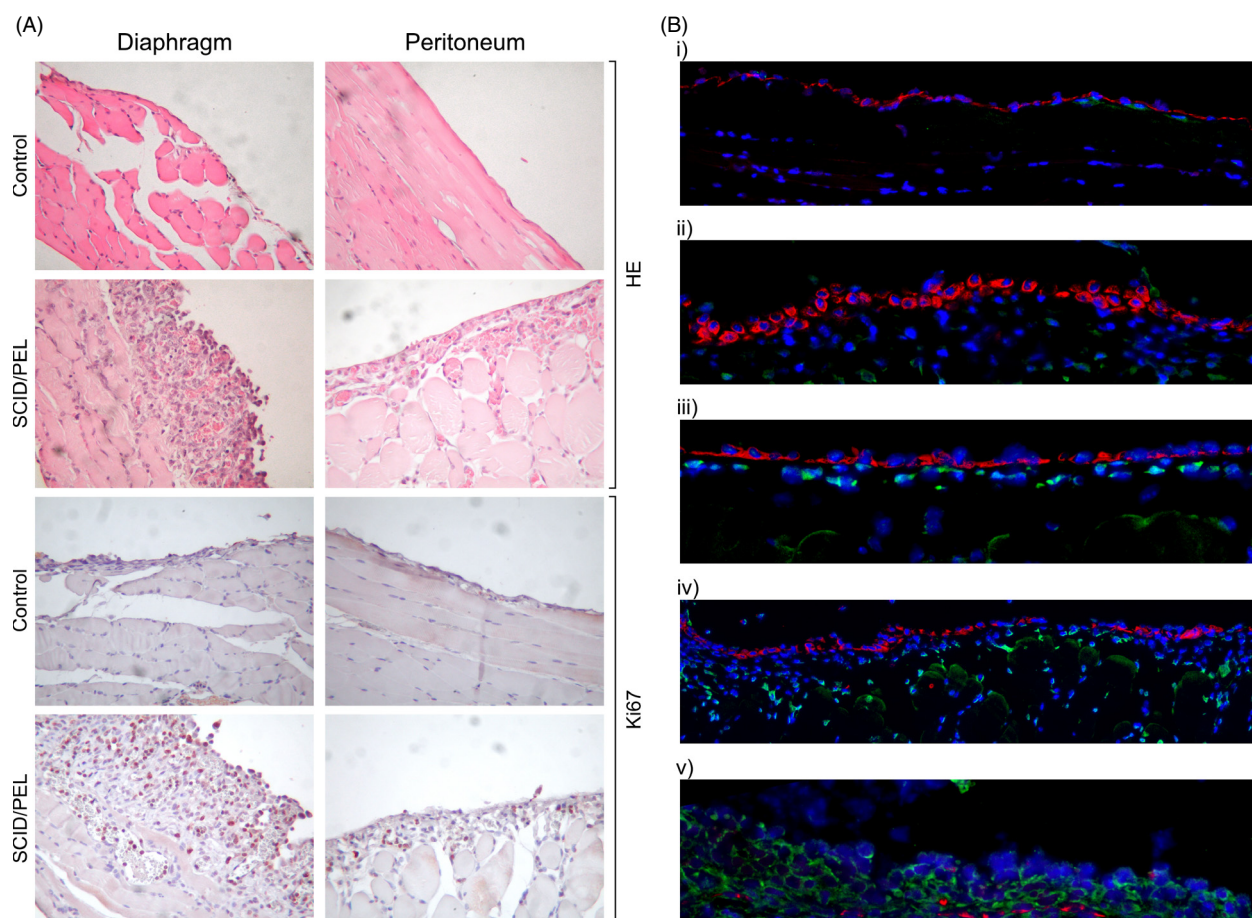 (A)
Diaphragm
Peritoneum
Control
SCID/PEL
HE
Control
SCID/PEL
Ki67
(B)
i)
ii)
iii)
iv)
v)